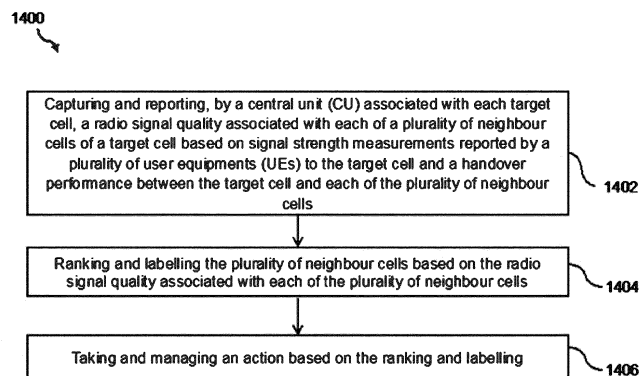 1400
Capturing and reporting, by a central unit (CU) associated with each target
cell, a radio signal quality associated with each of a plurality of neighbour
cells of a target cell based on signal strength measurements reported by a
plurality of user equipments (UEs) to the target cell and a handover
performance between the target cell and each of the plurality of neighbour
cells
1402
Ranking and labelling the plurality of neighbour cells based on the radio
signal quality associated with each of the plurality of neighbour cells
1404
Taking and managing an action based on the ranking and labelling
1406